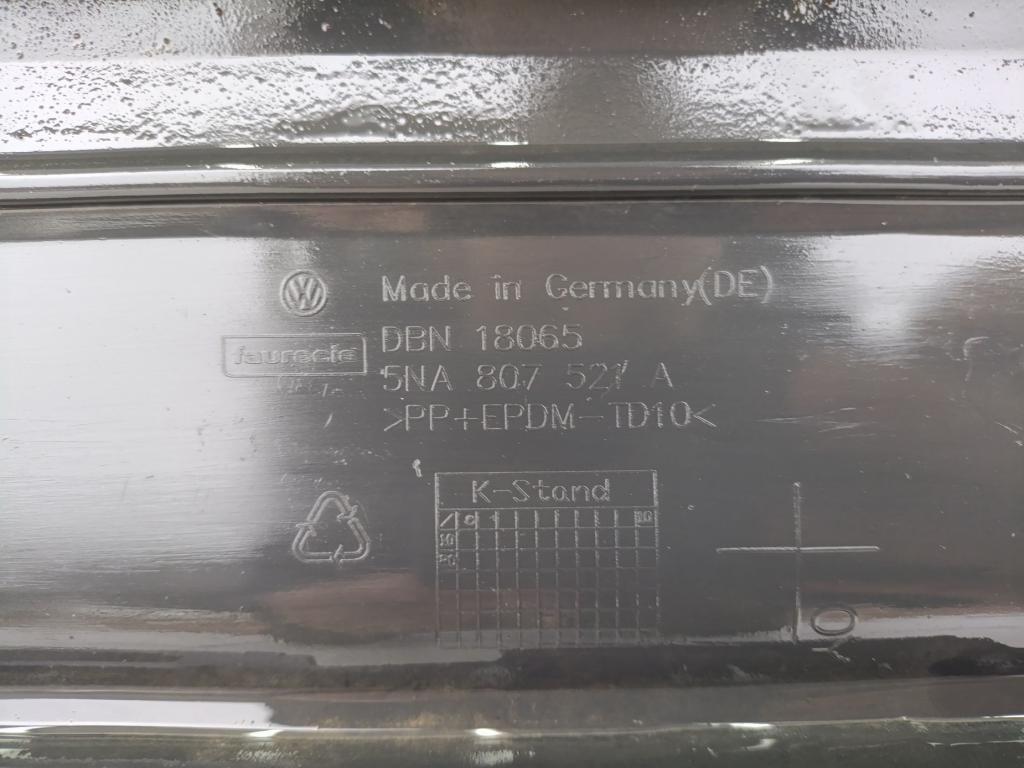 Made in Germany(DE)
DBN 18065
faurecia
5NA 807 521 A
>PP+EPDM-TD10<
K-Stand